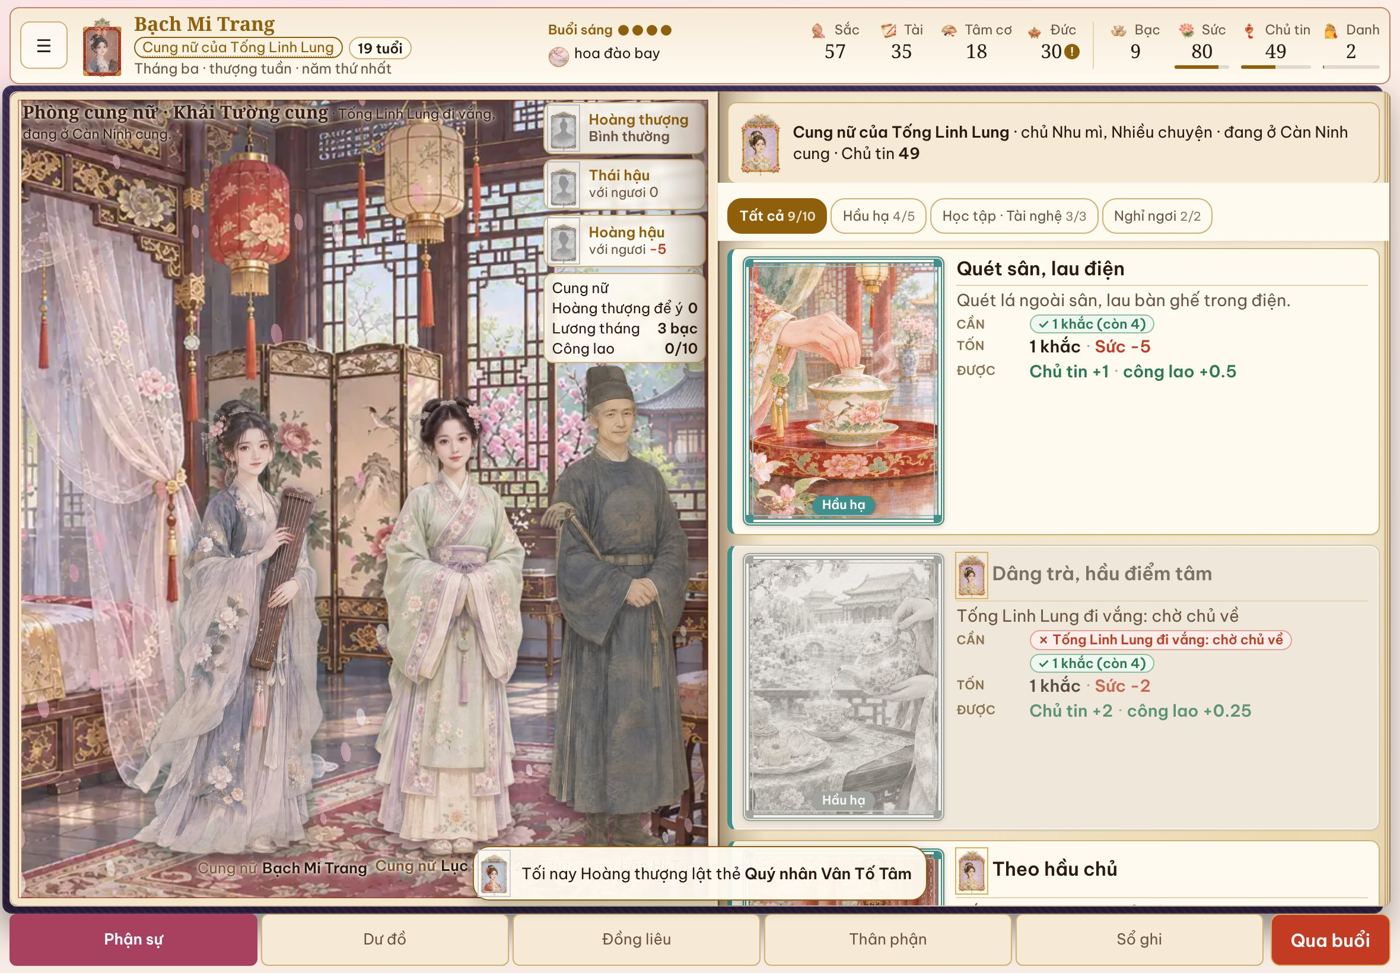 ☰
Bạch Mi Trang
Cung nữ của Tống Linh Lung 19 tuổi
Tháng ba · thượng tuần · năm thứ nhất
Buổi sáng
hoa đào bay
Sắc 57
Tài 35
Tâm cơ 18
Đức 30 !
Bạc 9
Sức 80
Chủ tin 49
Danh 2
Phòng cung nữ · Khải Tường cung Tống Linh Lung đi vắng,
đang ở Càn Ninh cung.
Hoàng thượng
Bình thường
Thái hậu
với ngươi 0
Hoàng hậu
với ngươi -5
Cung nữ
Hoàng thượng để ý 0
Lương tháng 3 bạc
Công lao 0/10
Cung nữ Bạch Mi Trang
Cung nữ Lục
Tối nay Hoàng thượng lật thẻ Quý nhân Vân Tố Tâm
Cung nữ của Tống Linh Lung · chủ Nhu mì, Nhiều chuyện · đang ở Càn Ninh
cung · Chủ tin 49
Tất cả 9/10
Hầu hạ 4/5
Học tập · Tài nghệ 3/3
Nghỉ ngơi 2/2
Hầu hạ
Quét sân, lau điện
Quét lá ngoài sân, lau bàn ghế trong điện.
CẦN ✓ 1 khắc (còn 4)
TỐN 1 khắc · Sức -5
ĐƯỢC Chủ tin +1 · công lao +0.5
Hầu hạ
Dâng trà, hầu điểm tâm
Tống Linh Lung đi vắng: chờ chủ về
CẦN × Tống Linh Lung đi vắng: chờ chủ về
✓ 1 khắc (còn 4)
TỐN 1 khắc · Sức -2
ĐƯỢC Chủ tin +2 · công lao +0.25
Theo hầu chủ
Phận sự
Dư đồ
Đồng liêu
Thân phận
Sổ ghi
Qua buổi